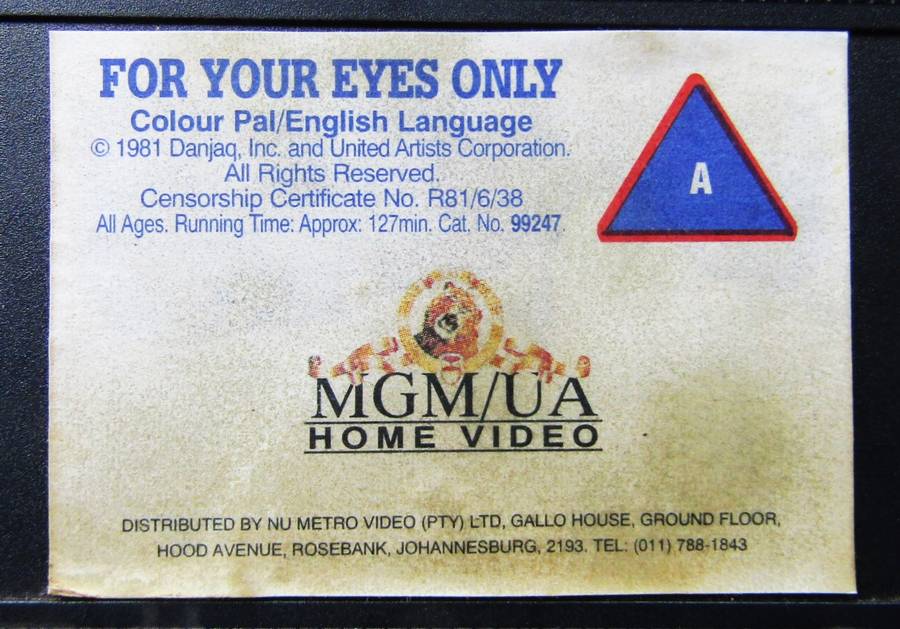 FOR YOUR EYES ONLY
Colour Pal/English Language
© 1981 Danjaq, Inc. and United Artists Corporation.
All Rights Reserved.
Censorship Certificate No. R81/6/38
All Ages. Running Time: Approx: 127min. Cat. No. 99247
A
MGM/UA
HOME VIDEO
DISTRIBUTED BY NU METRO VIDEO (PTY) LTD, GALLO HOUSE, GROUND FLOOR,
HOOD AVENUE, ROSEBANK, JOHANNESBURG, 2193. TEL: (011) 788-1843